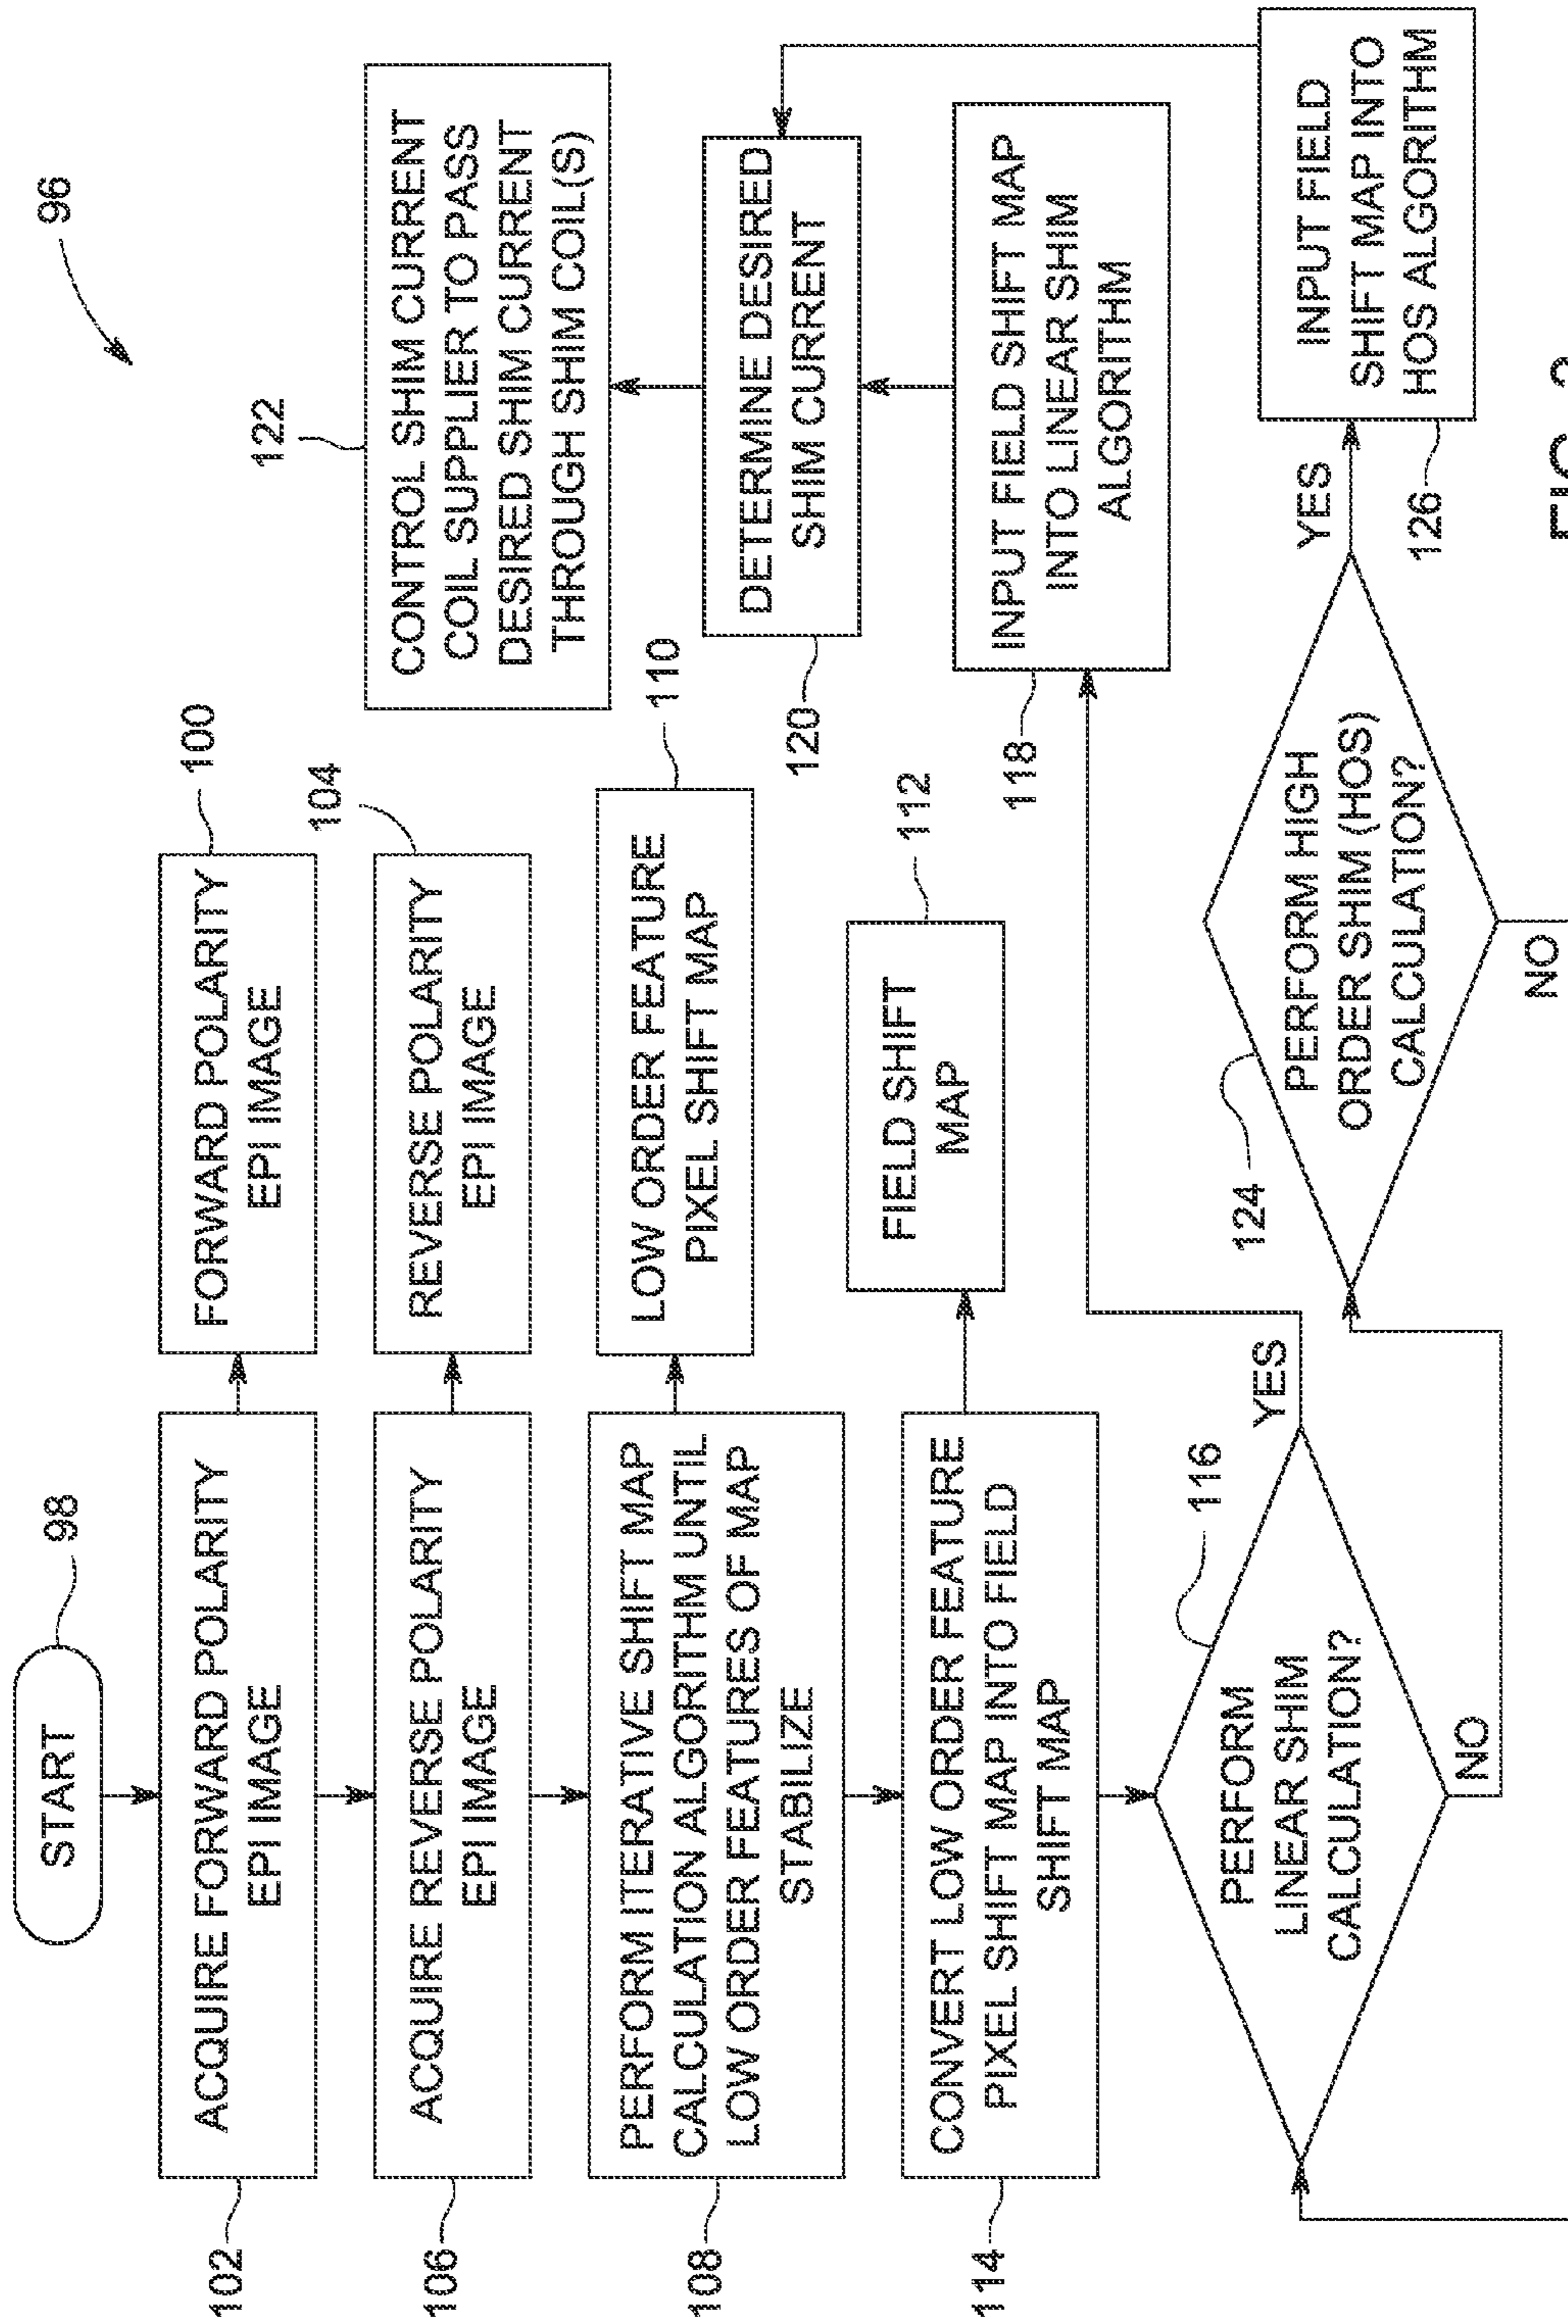 96
START
98
102
ACQUIRE FORWARD POLARITY
EPI IMAGE
FORWARD POLARITY
EPI IMAGE
100
106
ACQUIRE REVERSE POLARITY
EPI IMAGE
REVERSE POLARITY
EPI IMAGE
104
108
PERFORM ITERATIVE SHIFT MAP
CALCULATION ALGORITHM UNTIL
LOW ORDER FEATURES OF MAP
STABILIZE
LOW ORDER FEATURE
PIXEL SHIFT MAP
110
114
CONVERT LOW ORDER FEATURE
PIXEL SHIFT MAP INTO FIELD
SHIFT MAP
FIELD SHIFT
MAP
112
PERFORM
LINEAR SHIM
CALCULATION?
116
YES
NO
122
CONTROL SHIM CURRENT
COIL SUPPLIER TO PASS
DESIRED SHIM CURRENT
THROUGH SHIM COIL(S)
120
DETERMINE DESIRED
SHIM CURRENT
118
INPUT FIELD SHIFT MAP
INTO LINEAR SHIM
ALGORITHM
124
PERFORM HIGH
ORDER SHIM (HOS)
CALCULATION?
YES
NO
126
INPUT FIELD
SHIFT MAP INTO
HOS ALGORITHM